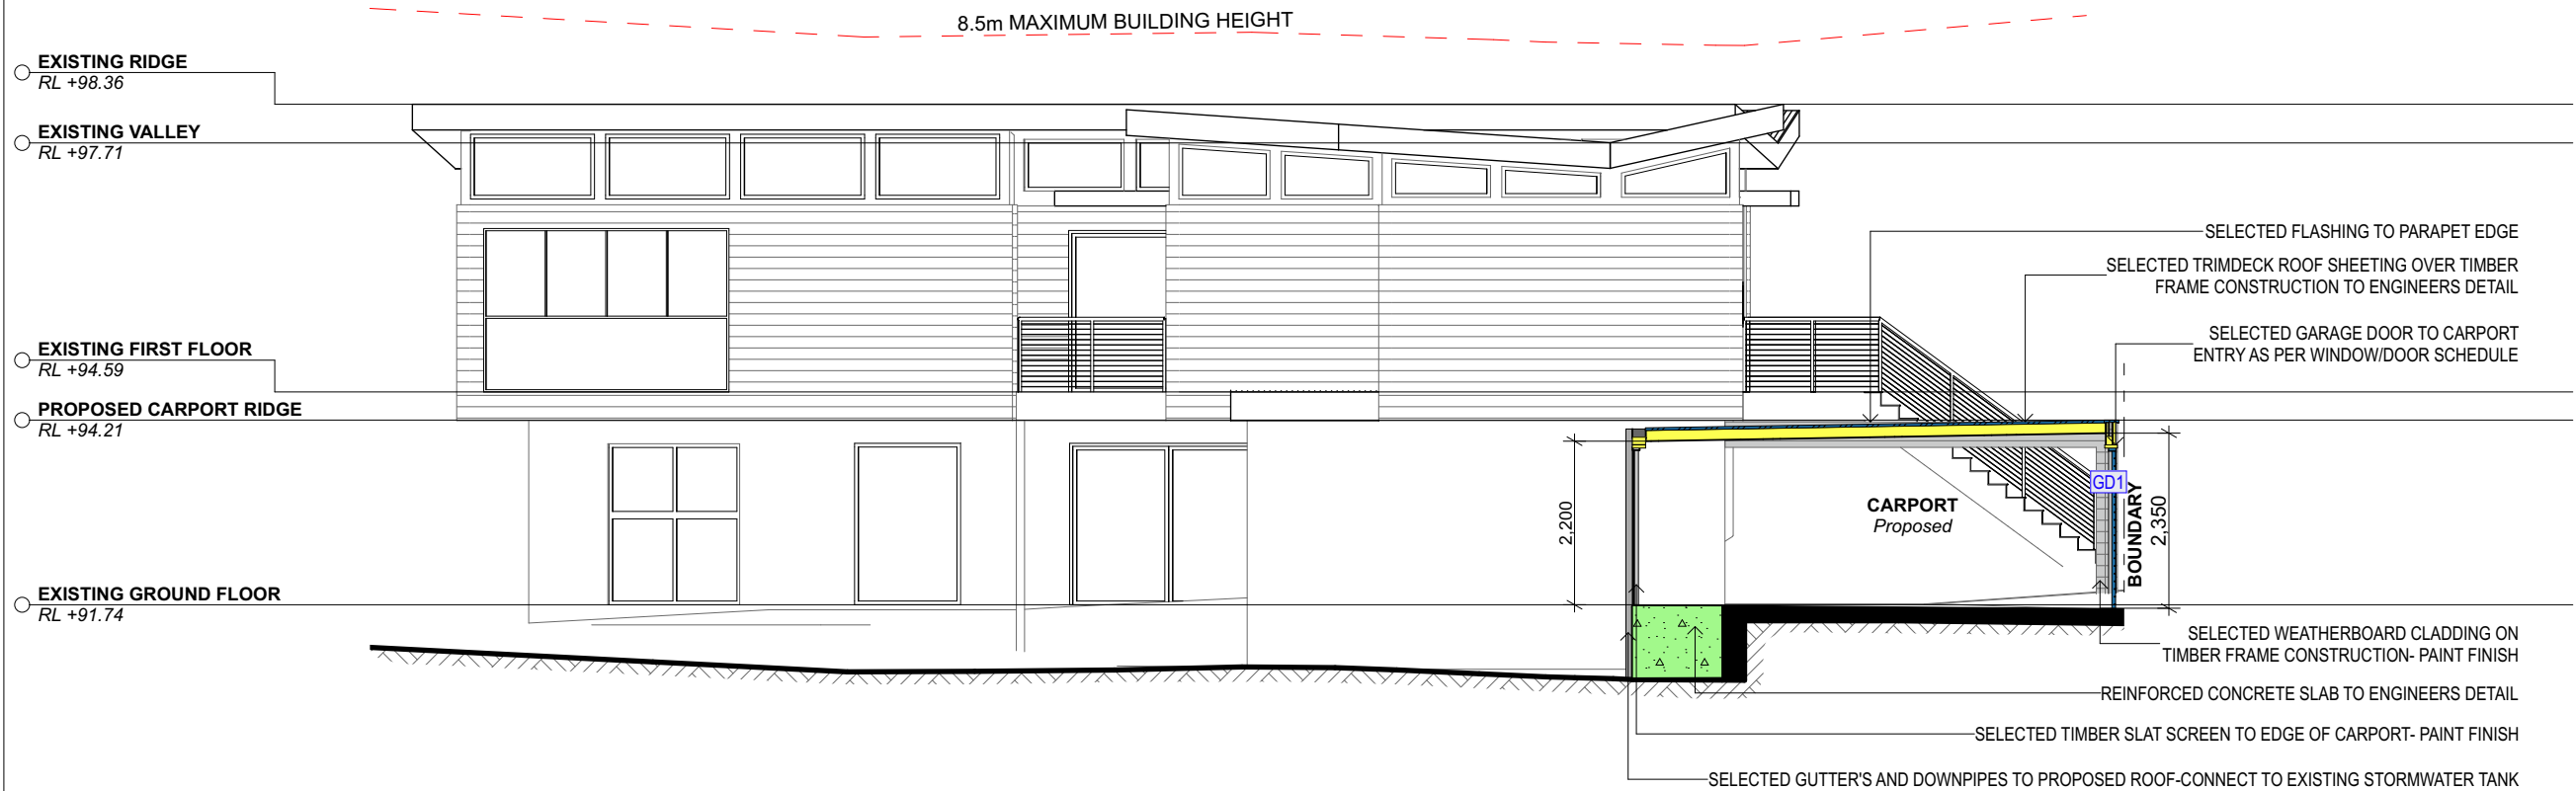 8.5m MAXIMUM BUILDING HEIGHT
EXISTING RIDGE
RL +98.36
EXISTING VALLEY
RL +97.71
SELECTED FLASHING TO PARAPET EDGE
SELECTED TRIMDECK ROOF SHEETING OVER TIMBER
FRAME CONSTRUCTION TO ENGINEERS DETAIL
SELECTED GARAGE DOOR TO CARPORT
ENTRY AS PER WINDOW/DOOR SCHEDULE
EXISTING FIRST FLOOR
RL +94.59
PROPOSED CARPORT RIDGE
RL +94.21
2,200
CARPORT
Proposed
GD1
BOUNDARY
2,350
EXISTING GROUND FLOOR
RL +91.74
SELECTED WEATHERBOARD CLADDING ON
TIMBER FRAME CONSTRUCTION- PAINT FINISH
REINFORCED CONCRETE SLAB TO ENGINEERS DETAIL
SELECTED TIMBER SLAT SCREEN TO EDGE OF CARPORT- PAINT FINISH
SELECTED GUTTER'S AND DOWNPIPES TO PROPOSED ROOF-CONNECT TO EXISTING STORMWATER TANK